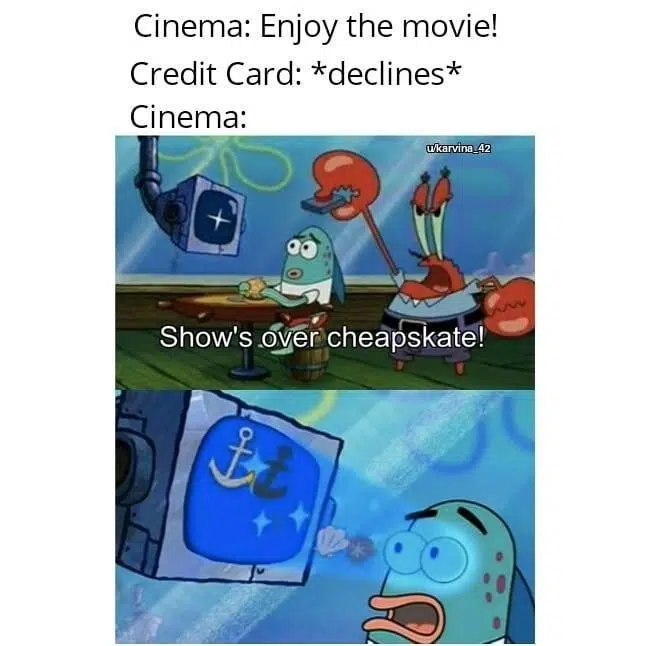 Cinema: Enjoy the movie!
Credit Card: *declines*
Cinema:
u/karvina_42
Show's over cheapskate!